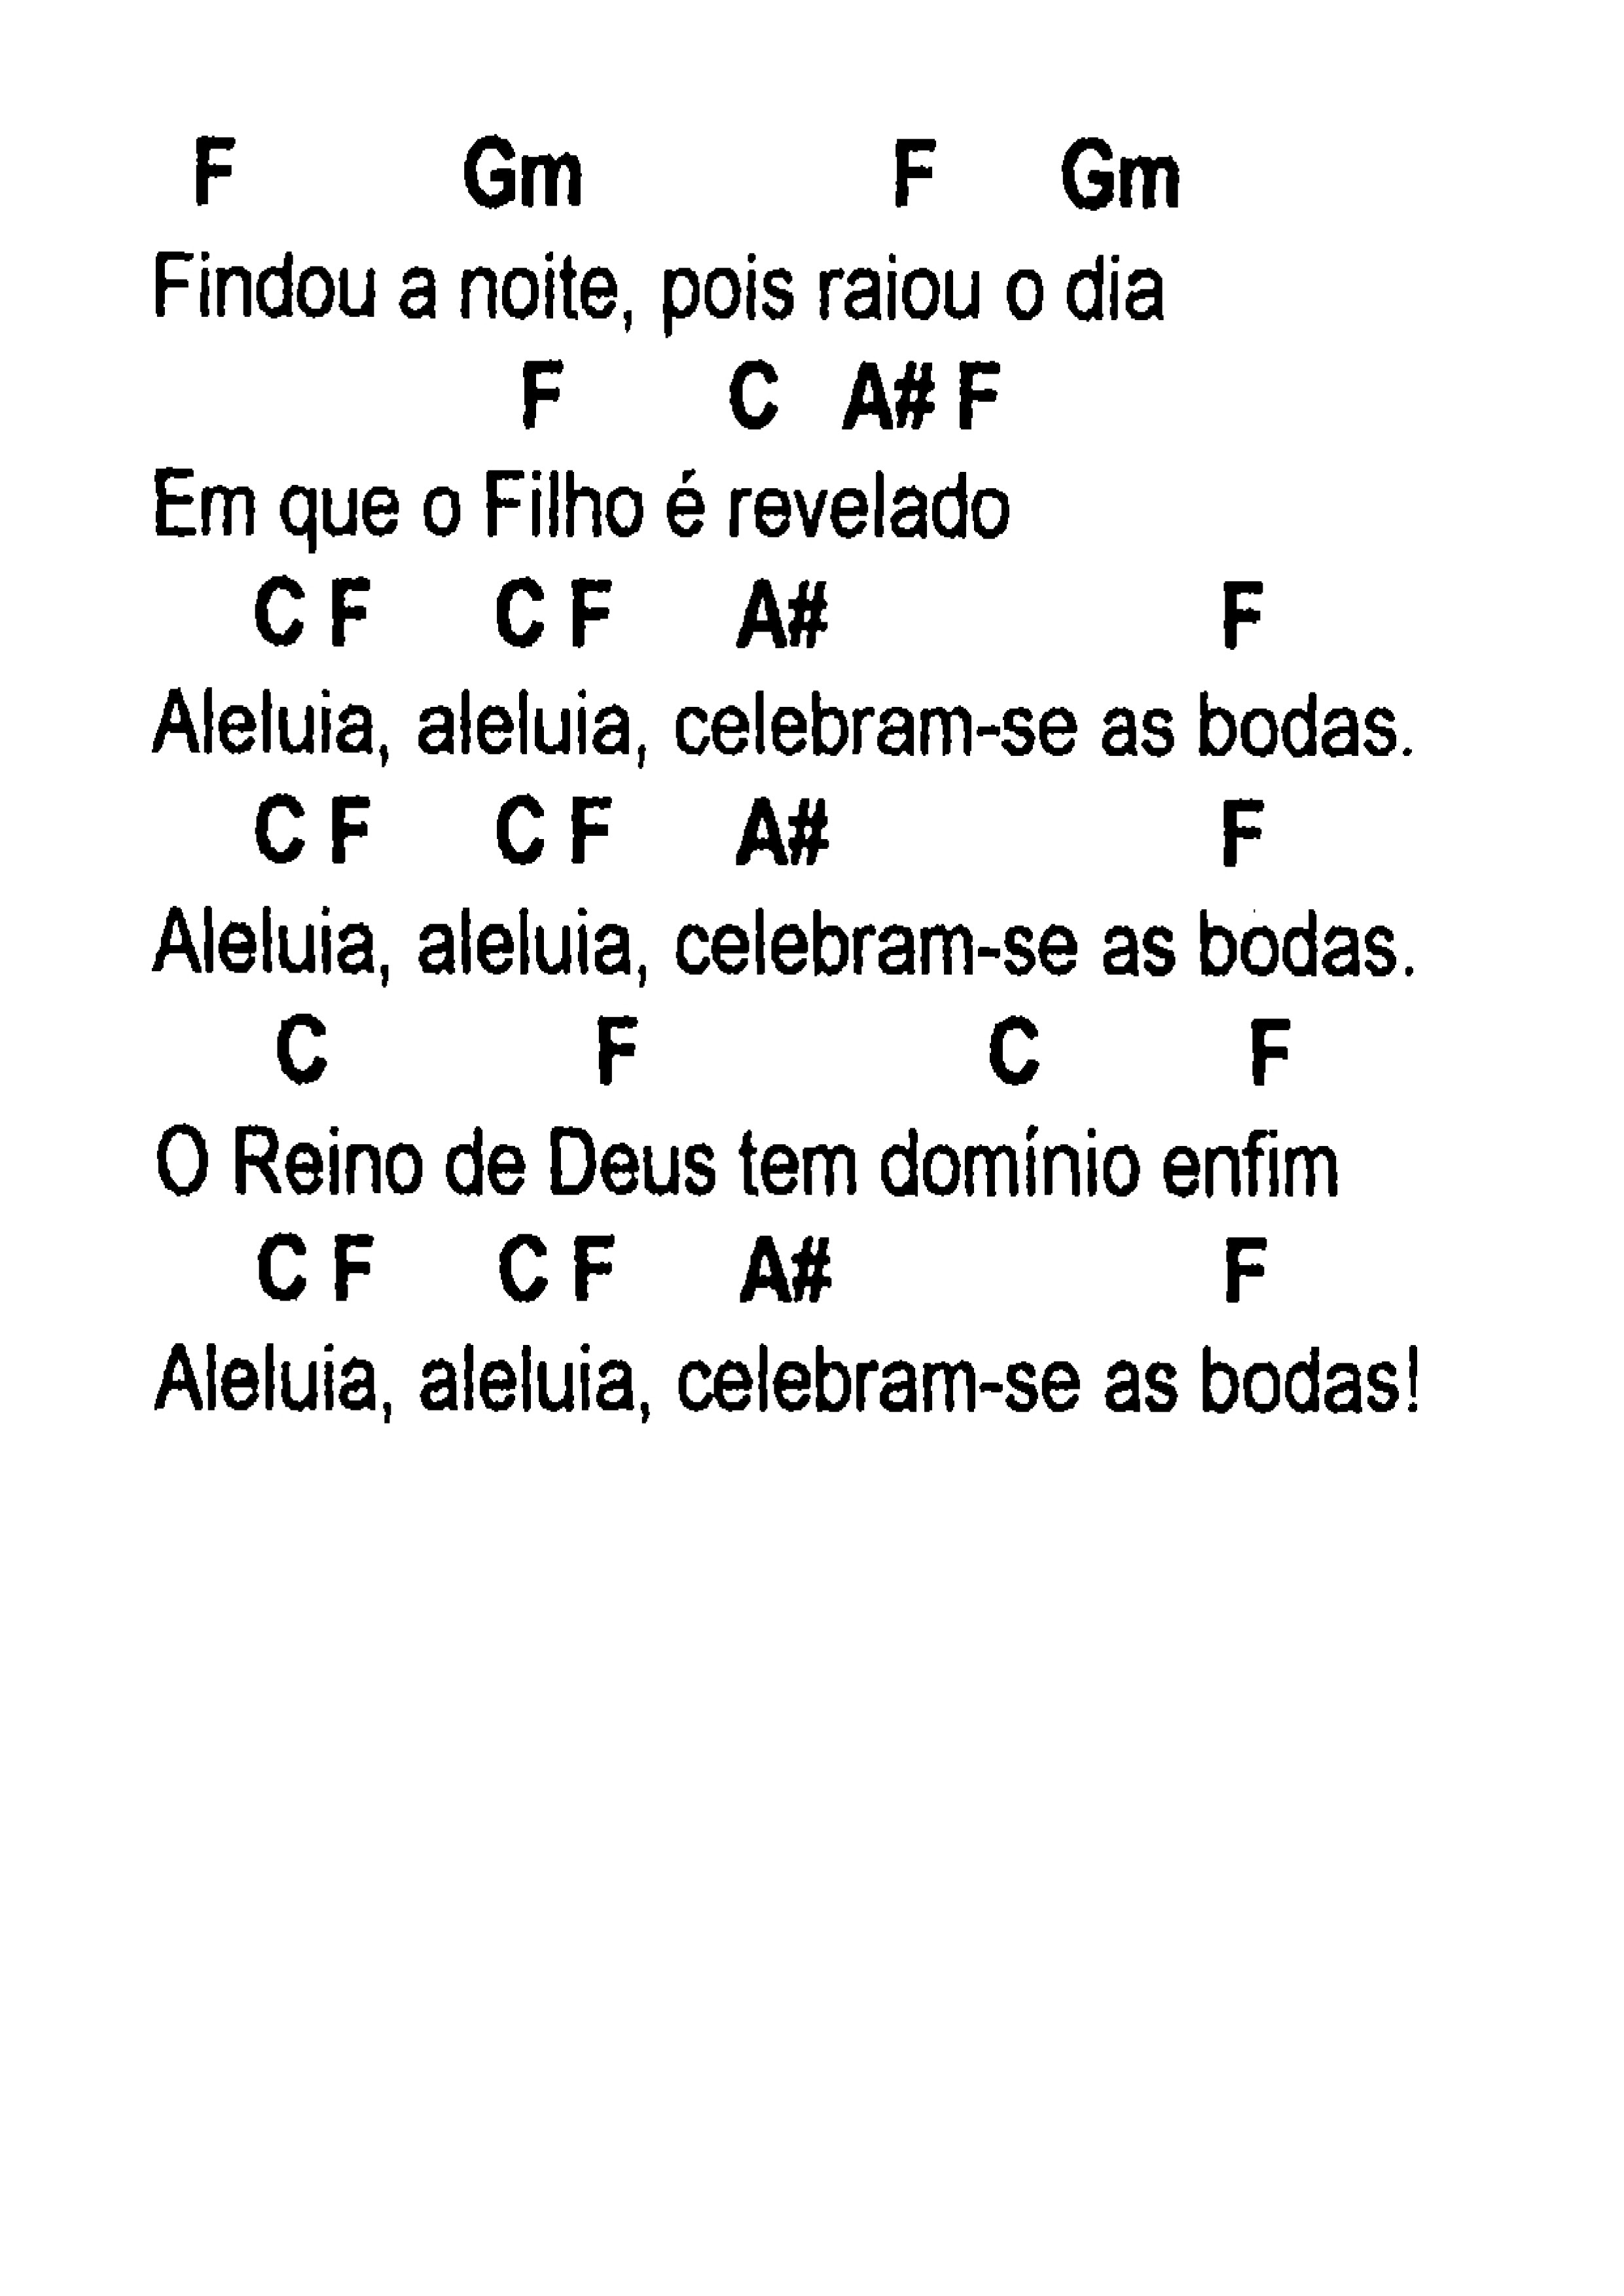 F Gm F Gm
Findou a noite, pois raiou o dia
F C A# F
Em que o Filho é revelado
C F C F A# F
Aleluia, aleluia, celebram-se as bodas.
C F C F A# F
Aleluia, aleluia, celebram-se as bodas.
C F C F
O Reino de Deus tem domínio enfim
C F C F A# F
Aleluia, aleluia, celebram-se as bodas!